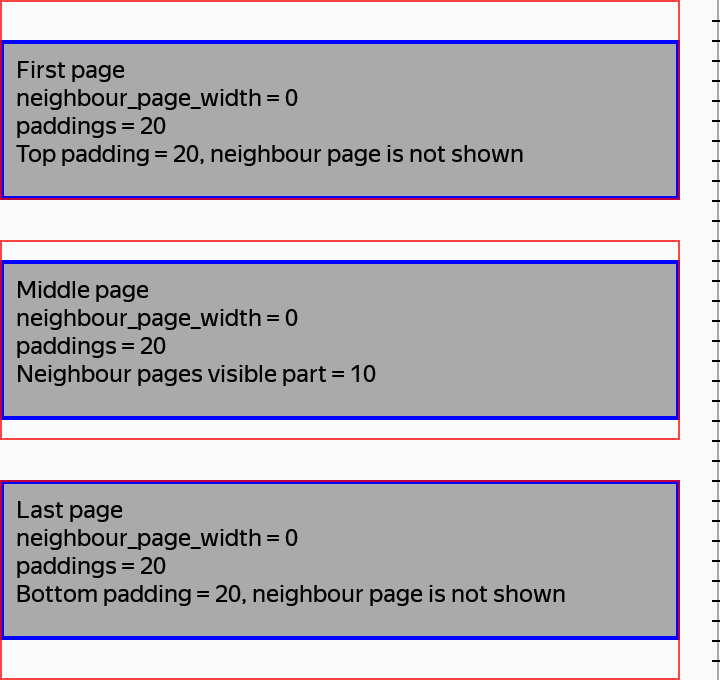 First page
neighbour_page_width = 0
paddings = 20
Top padding = 20, neighbour page is not shown
Middle page
neighbour_page_width = 0
paddings = 20
Neighbour pages visible part = 10
Last page
neighbour_page_width = 0
paddings = 20
Bottom padding = 20, neighbour page is not shown